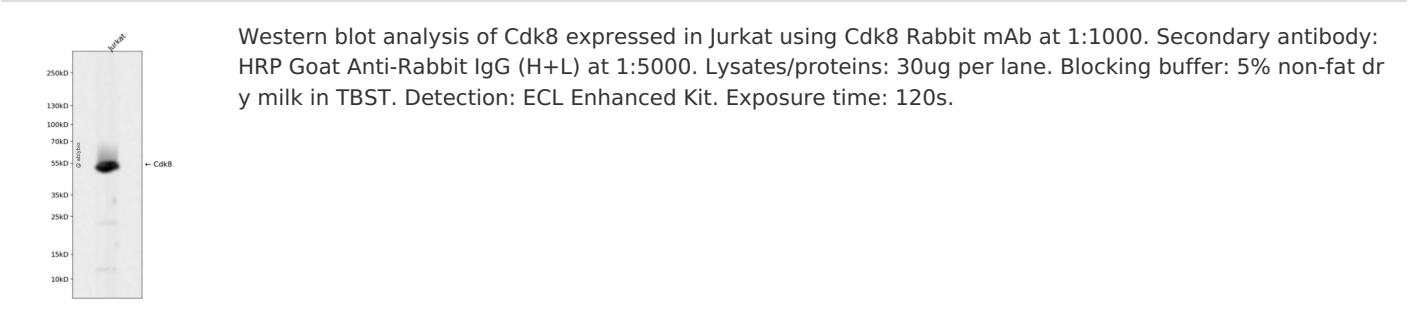 Jurkat
Western blot analysis of Cdk8 expressed in Jurkat using Cdk8 Rabbit mAb at 1:1000. Secondary antibody:
HRP Goat Anti-Rabbit IgG (H+L) at 1:5000. Lysates/proteins: 30ug per lane. Blocking buffer: 5% non-fat dr
y milk in TBST. Detection: ECL Enhanced Kit. Exposure time: 120s.
250kD
130kD
100kD
70kD
55kD
← Cdk8
35kD
25kD
15kD
10kD